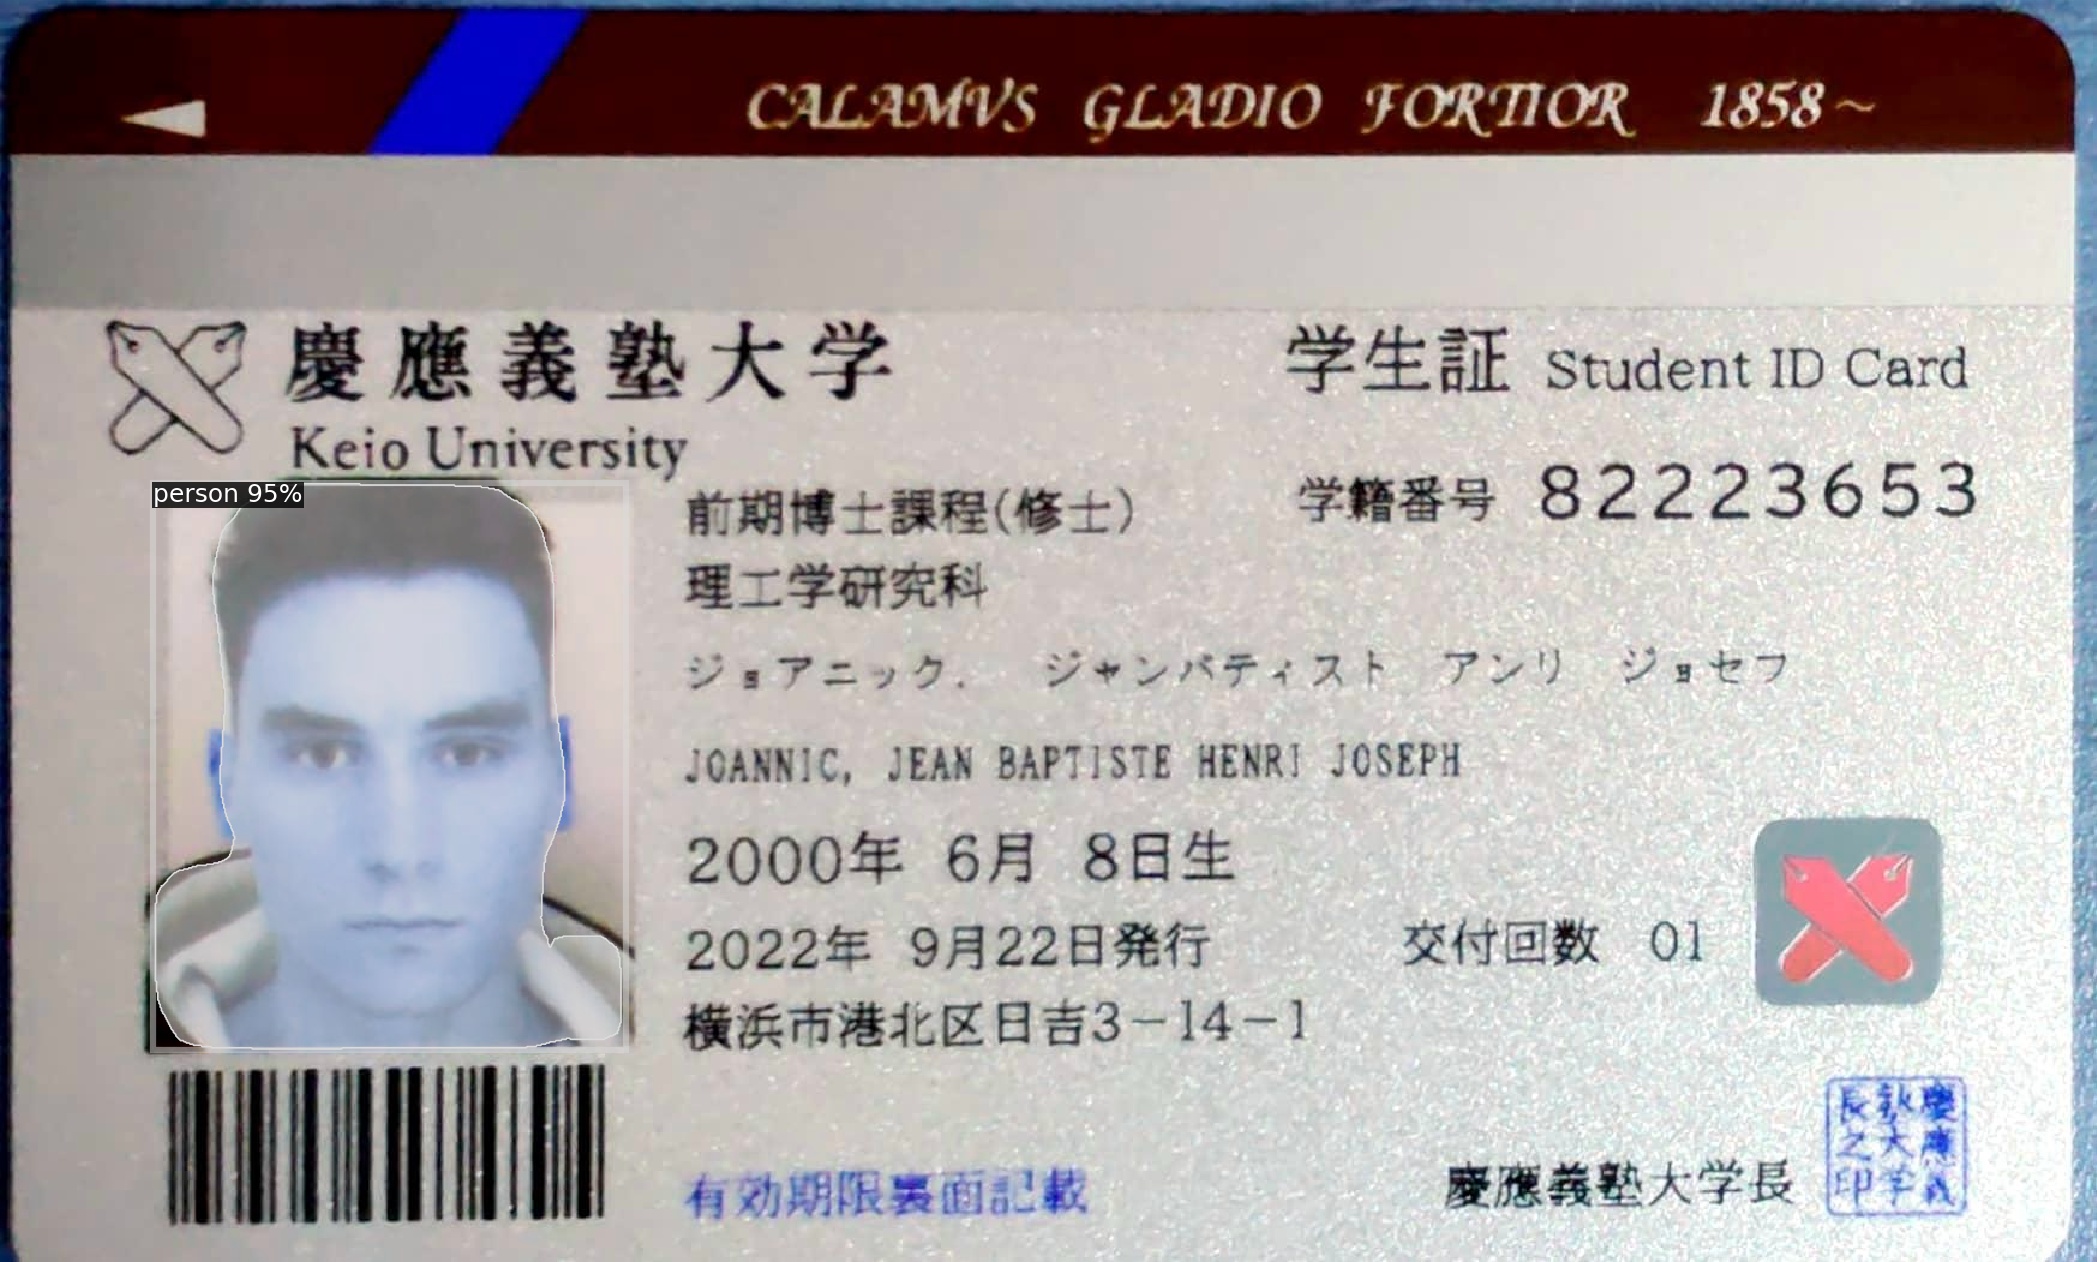 CALAMVS GLADIO FORTIOR 1858～
慶應義塾大学
Keio University
学生証 Student ID Card
学籍番号 82223653
person 95%
前期博士課程(修士)
理工学研究科
ジョアニック. ジャンバティスト アンリ ジョセフ
JOANNIC, JEAN BAPTISTE HENRI JOSEPH
2000年 6月 8日生
2022年 9月22日発行
交付回数 01
横浜市港北区日吉3－14－1
有効期限裏面記載
慶應義塾大学長
慶應義
塾大学
長之印